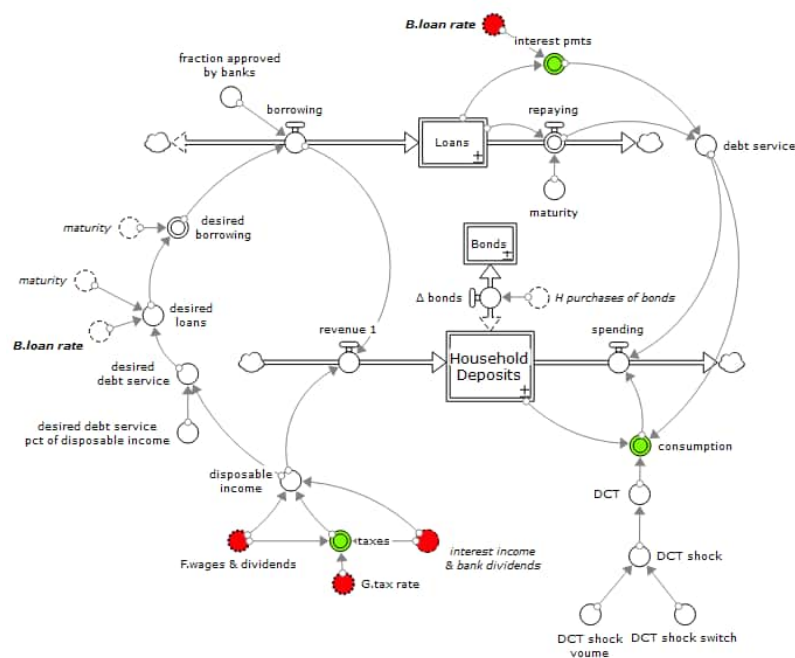 B.loan rate
interest pmts
fraction approved
by banks
borrowing
repaying
Loans
debt service
maturity
maturity
desired
borrowing
Bonds
maturity
Δ bonds
H purchases of bonds
desired
loans
B.loan rate
revenue 1
spending
Household
Deposits
desired
debt service
desired debt service
pct of disposable income
consumption
disposable
income
DCT
taxes
F.wages & dividends
interest income
& bank dividends
DCT shock
G.tax rate
DCT shock
voume
DCT shock switch